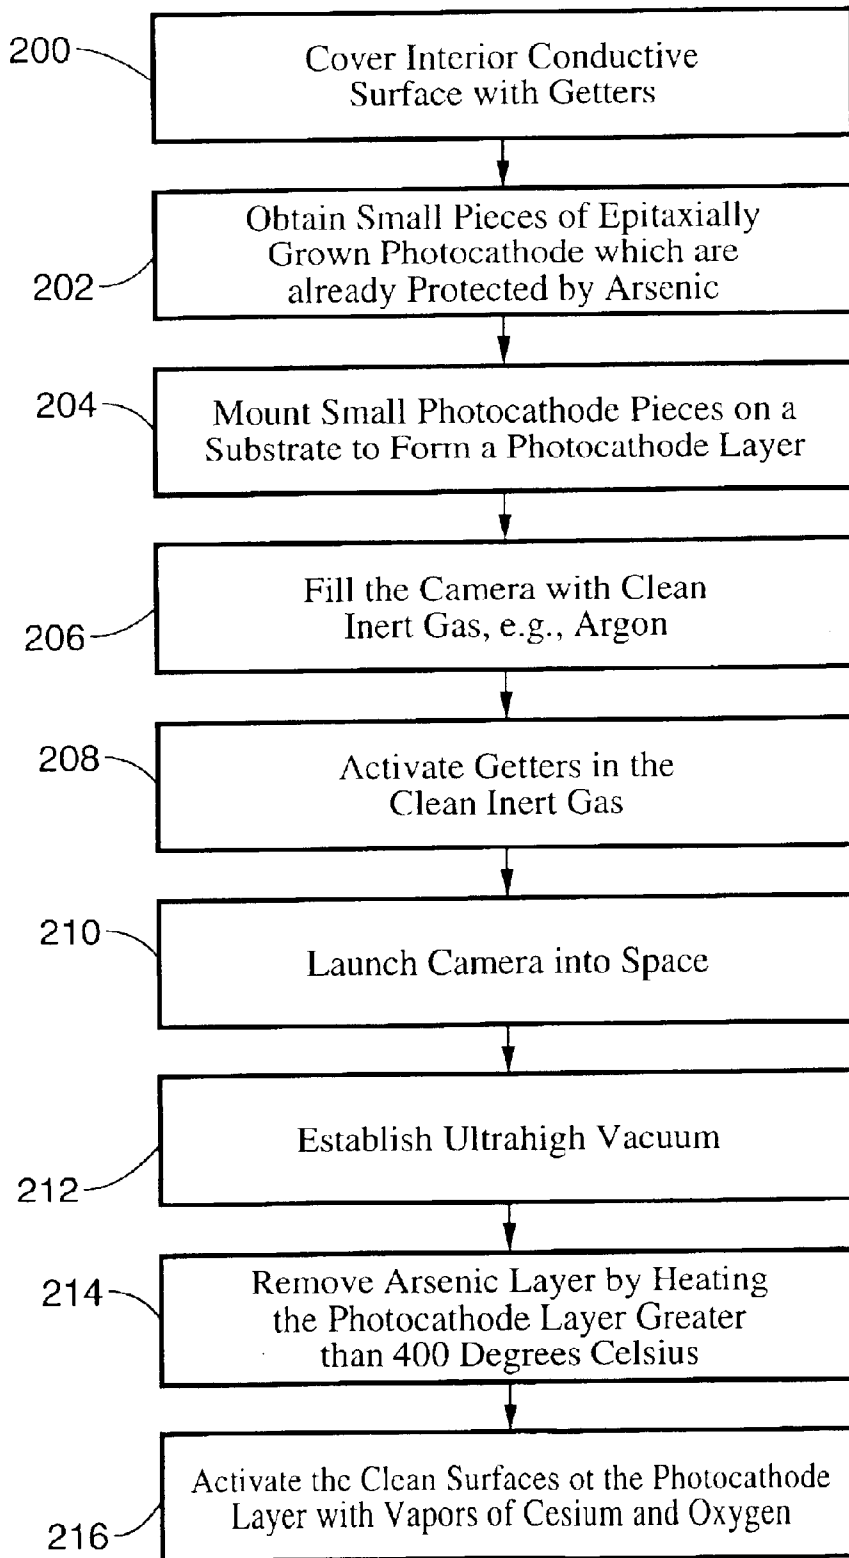 200
Cover Interior Conductive
Surface with Getters
202
Obtain Small Pieces of Epitaxially
Grown Photocathode which are
already Protected by Arsenic
204
Mount Small Photocathode Pieces on a
Substrate to Form a Photocathode Layer
206
Fill the Camera with Clean
Inert Gas, e.g., Argon
208
Activate Getters in the
Clean Inert Gas
210
Launch Camera into Space
212
Establish Ultrahigh Vacuum
214
Remove Arsenic Layer by Heating
the Photocathode Layer Greater
than 400 Degrees Celsius
216
Activate the Clean Surfaces of the Photocathode
Layer with Vapors of Cesium and Oxygen